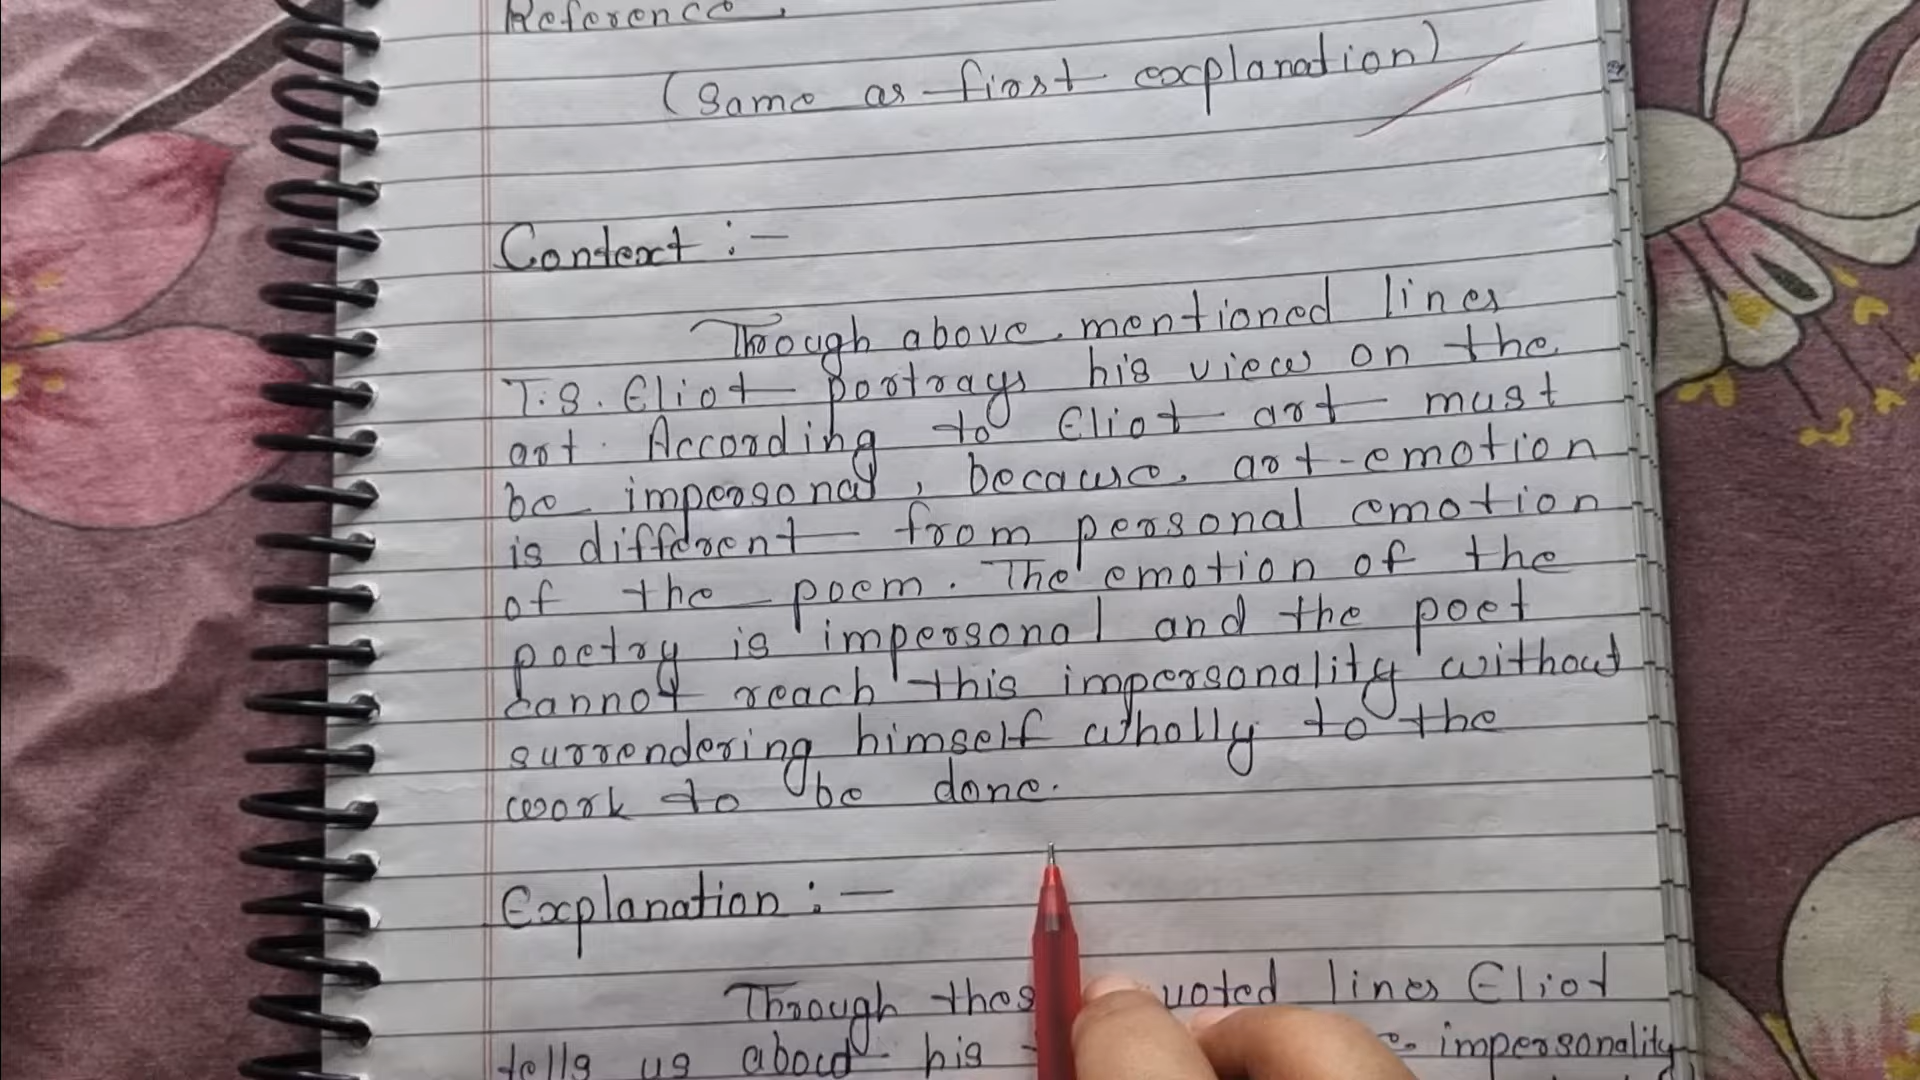 Reference
(Same as first explanation)
Context :-
Through above mentioned lines
T.S. Eliot portrays his view on the
art. According to Eliot art must
be impersonal, because art-emotion
is different from personal emotion
of the poem. The emotion of the
poetry is impersonal and the poet
cannot reach this impersonality without
surrendering himself wholly to the
work to be done.
Explanation :-
Through lines Eliot
tells us about his impersonality